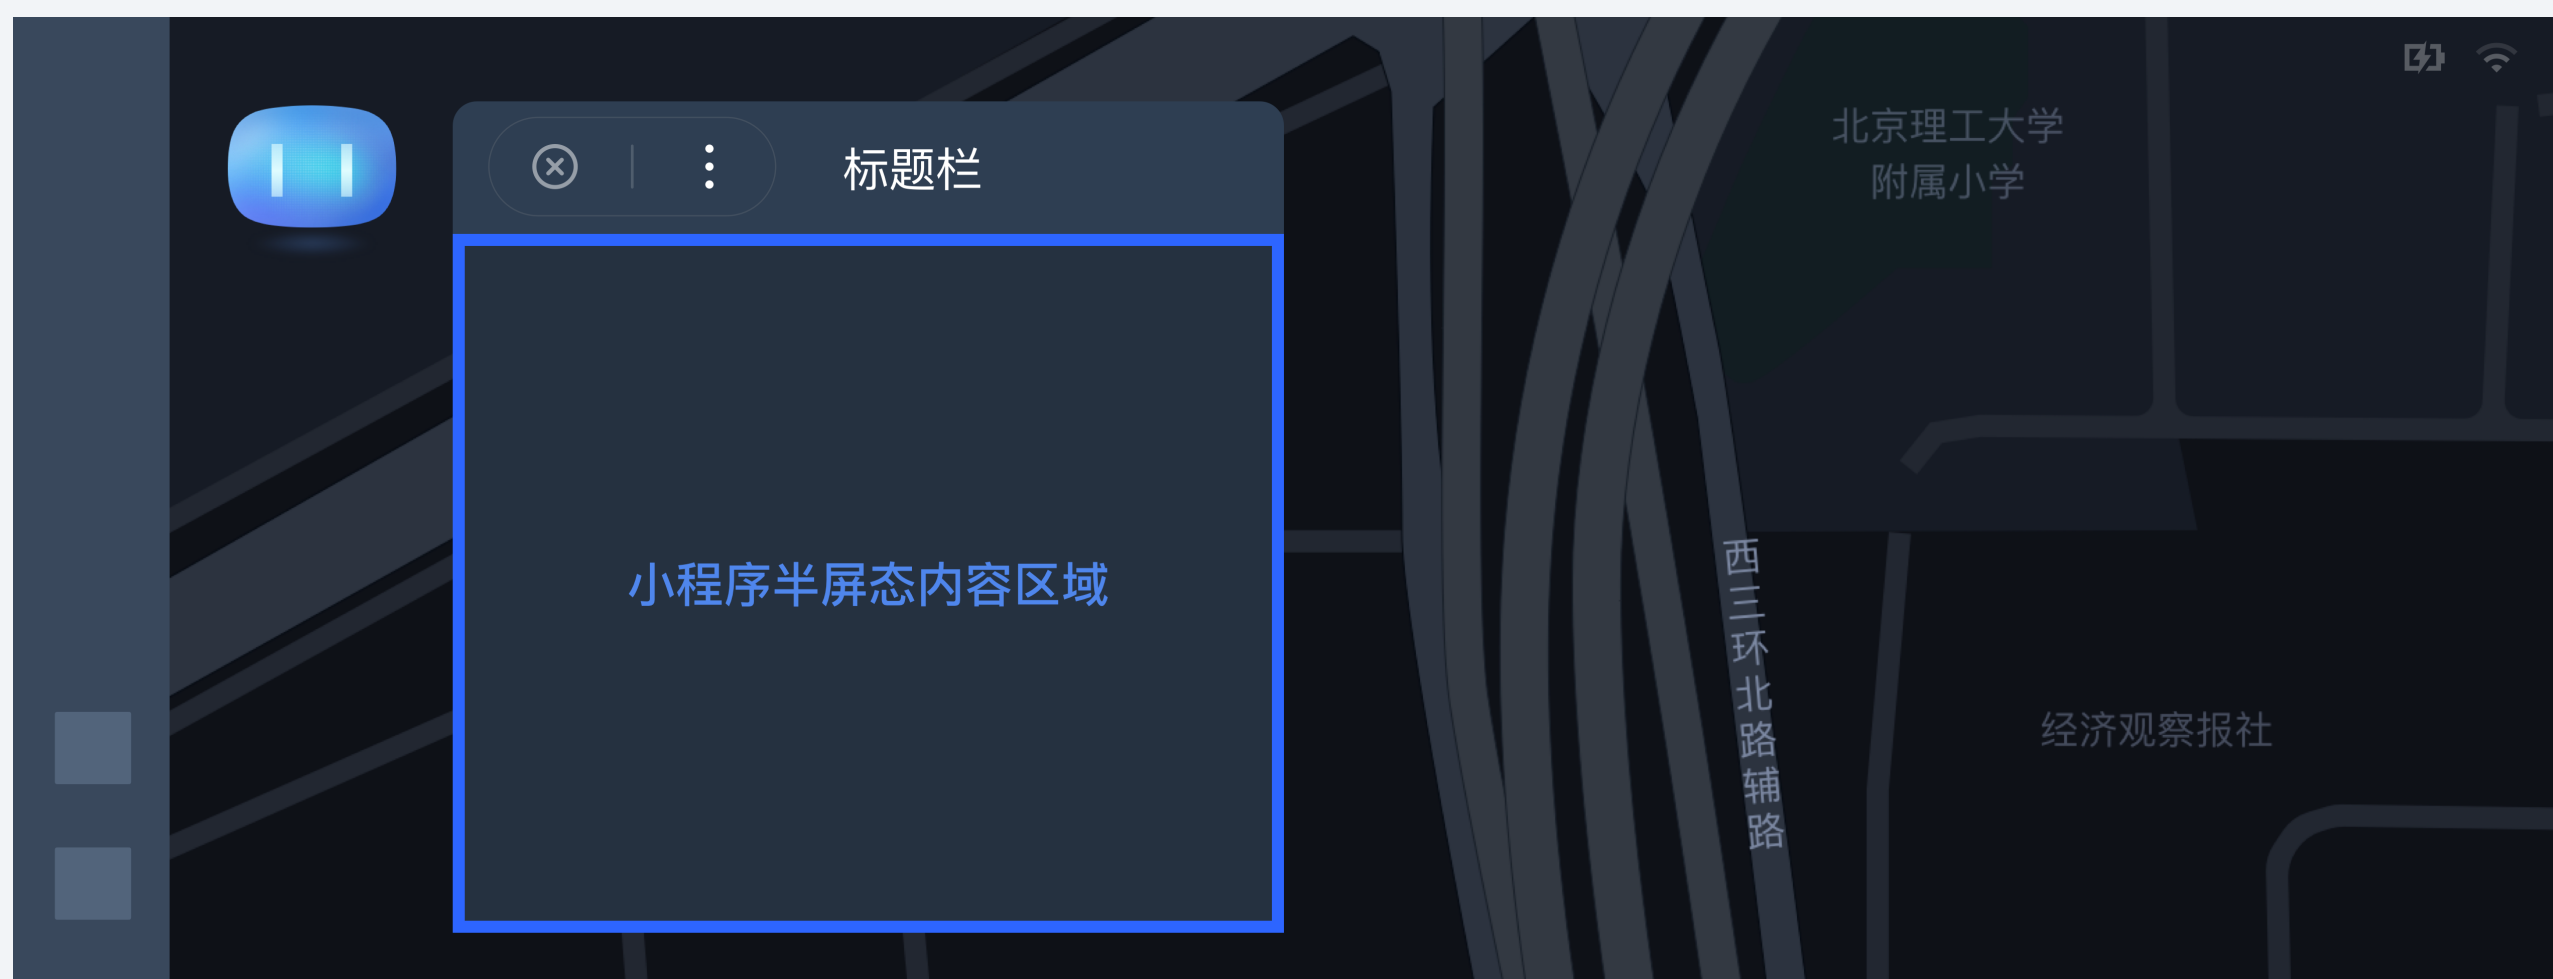 标题栏
小程序半屏态内容区域
北京理工大学
附属小学
西三环北路辅路
经济观察报社